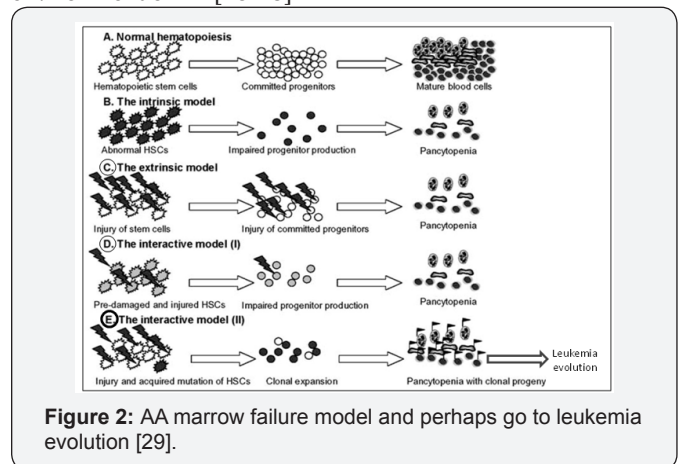 A. Normal hematopoiesis
Hematopoietic stem cells Committed progenitors Mature blood cells
B. The intrinsic model
Abnormal HSCs Impaired progenitor production Pancytopenia
C. The extrinsic model
Injury of stem cells Injury of committed progenitors Pancytopenia
D. The interactive model (I)
Pre-damaged and injured HSCs Impaired progenitor production Pancytopenia
E. The interactive model (II)
Leukemia
evolution
Injury and acquired mutation of HSCs Clonal expansion Pancytopenia with clonal progeny
Figure 2: AA marrow failure model and perhaps go to leukemia
evolution [29].